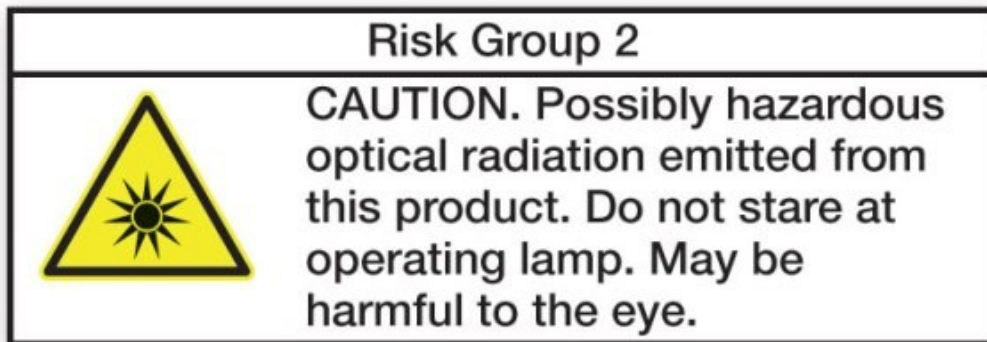 Risk Group 2
CAUTION. Possibly hazardous
optical radiation emitted from
this product. Do not stare at
operating lamp. May be
harmful to the eye.